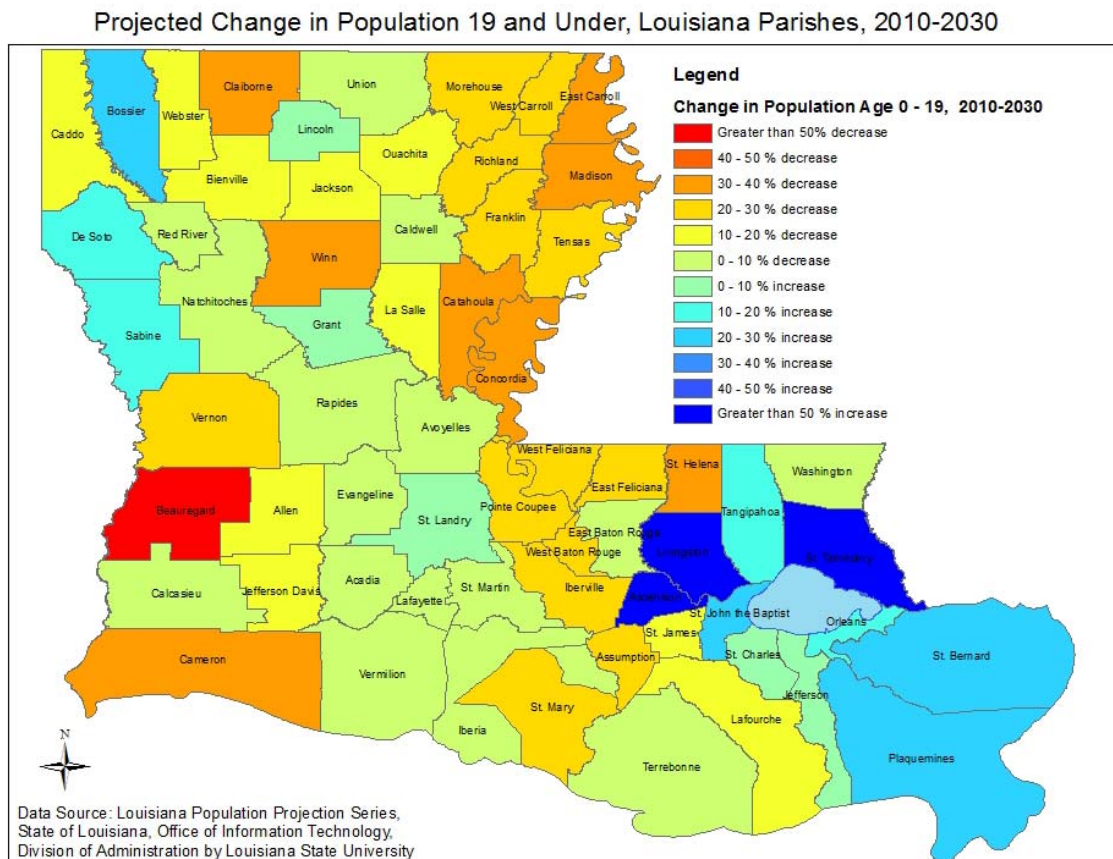 Projected Change in Population 19 and Under, Louisiana Parishes, 2010-2030
Legend
Change in Population Age 0 - 19, 2010-2030
Greater than 50% decrease
40 - 50 % decrease
30 - 40 % decrease
20 - 30% decrease
10 - 20% decrease
0 - 10 % decrease
0 - 10 % increase
10 - 20 % increase
20 - 30% increase
30 - 40 % increase
40 - 50% increase
Greater than 50 % increase
Caddo
Bossier
Webster
Claiborne
Lincoln
Union
Morehouse
West Carroll
East Carroll
Bienville
Jackson
Ouachita
Richland
Madison
De Soto
Red River
Winn
Caldwell
Franklin
Tensas
Natchitoches
Sabine
Grant
La Salle
Catahoula
Concordia
Vernon
Rapides
Avoyelles
Beauregard
Allen
Evangeline
St. Landry
Pointe Coupee
West Feliciana
East Feliciana
St. Helena
Tangipahoa
Washington
East Baton Rouge
Livingston
St. Tammany
Calcasieu
Jefferson Davis
Acadia
Lafayette
St. Martin
West Baton Rouge
Iberville
Ascension
St. John the Baptist
Orleans
Cameron
Vermilion
Iberia
St. Mary
Assumption
St. James
St. Charles
Jefferson
St. Bernard
Lafourche
Terrebonne
Plaquemines
N
Data Source: Louisiana Population Projection Series,
State of Louisiana, Office of Information Technology,
Division of Administration by Louisiana State University